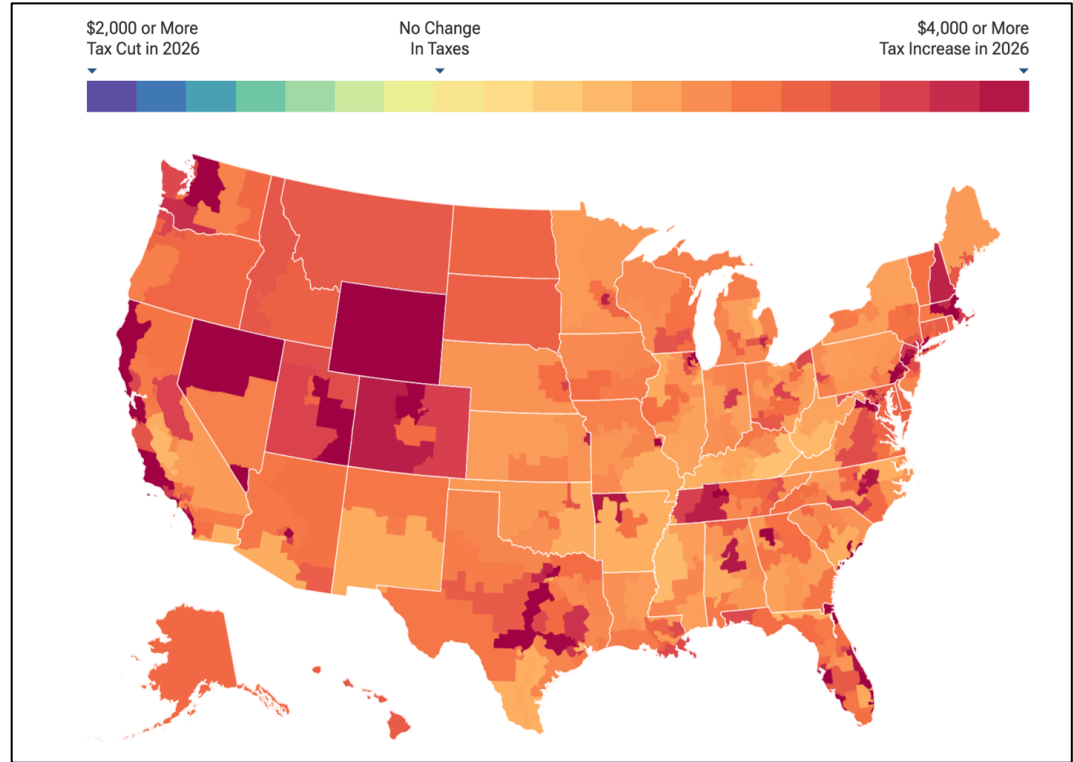 $2,000 or More
Tax Cut in 2026
No Change
In Taxes
$4,000 or More
Tax Increase in 2026